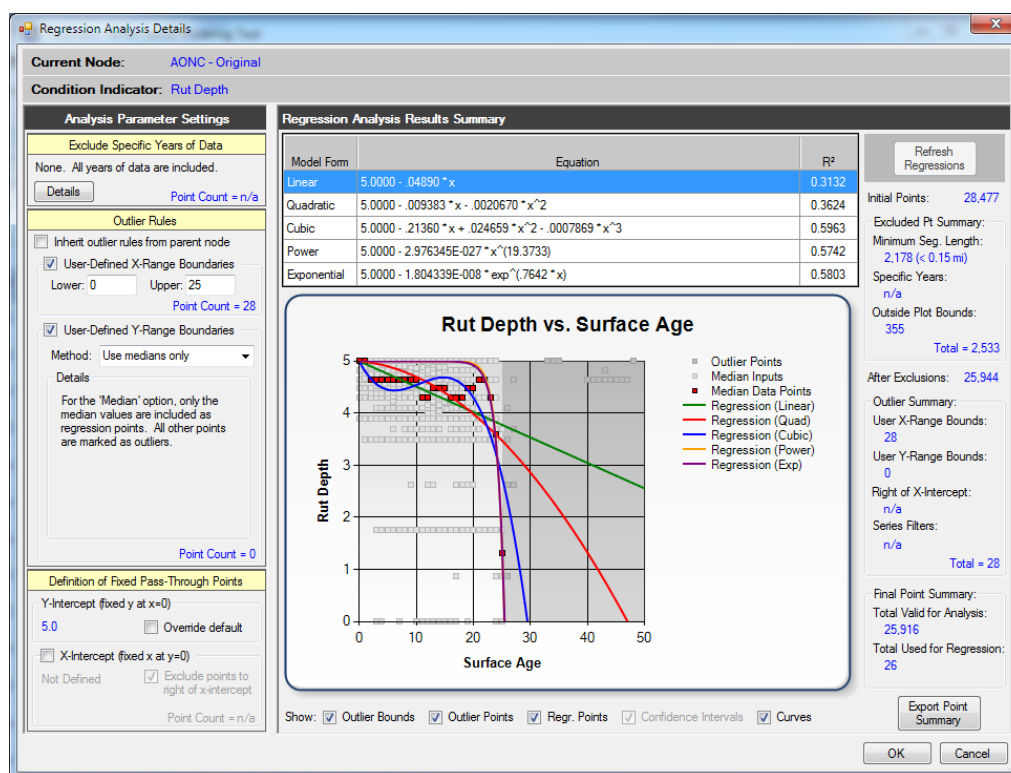 Regression Analysis Details
Current Node: AONC - Original
Condition Indicator: Rut Depth
Analysis Parameter Settings
Exclude Specific Years of Data
None. All years of data are included.
Details
Point Count = n/a
Outlier Rules
Inherit outlier rules from parent node
User-Defined X-Range Boundaries
Lower: 0 Upper: 25
Point Count = 28
User-Defined Y-Range Boundaries
Method: Use medians only
Details
For the 'Median' option, only the
median values are included as
regression points. All other points
are marked as outliers.
Point Count = 0
Definition of Fixed Pass-Through Points
Y-Intercept (fixed y at x=0)
5.0 Override default
X-Intercept (fixed x at y=0)
Not Defined
Exclude points to
right of x-intercept
Point Count = n/a
Regression Analysis Results Summary
Model Form Equation R²
Linear 5.0000 - .04890 * x 0.3132
Quadratic 5.0000 - .009383 * x - .0020670 * x^2 0.3624
Cubic 5.0000 - .21360 * x + .024659 * x^2 - .0007869 * x^3 0.5963
Power 5.0000 - 2.976345E-027 * x^(19.3733) 0.5742
Exponential 5.0000 - 1.804339E-008 * exp^(.7642 * x) 0.5803
Rut Depth vs. Surface Age
Rut Depth
5
4
3
2
1
0
0 10 20 30 40 50
Surface Age
Outlier Points
Median Inputs
Median Data Points
Regression (Linear)
Regression (Quad)
Regression (Cubic)
Regression (Power)
Regression (Exp)
Show: Outlier Bounds Outlier Points Regr. Points Confidence Intervals Curves
Refresh
Regressions
Initial Points: 28,477
Excluded Pt Summary:
Minimum Seg. Length:
2,178 (< 0.15 mi)
Specific Years:
n/a
Outside Plot Bounds:
355
Total = 2,533
After Exclusions: 25,944
Outlier Summary:
User X-Range Bounds:
28
User Y-Range Bounds:
0
Right of X-Intercept:
n/a
Series Filters:
n/a
Total = 28
Final Point Summary:
Total Valid for Analysis:
25,916
Total Used for Regression:
26
Export Point
Summary
OK Cancel